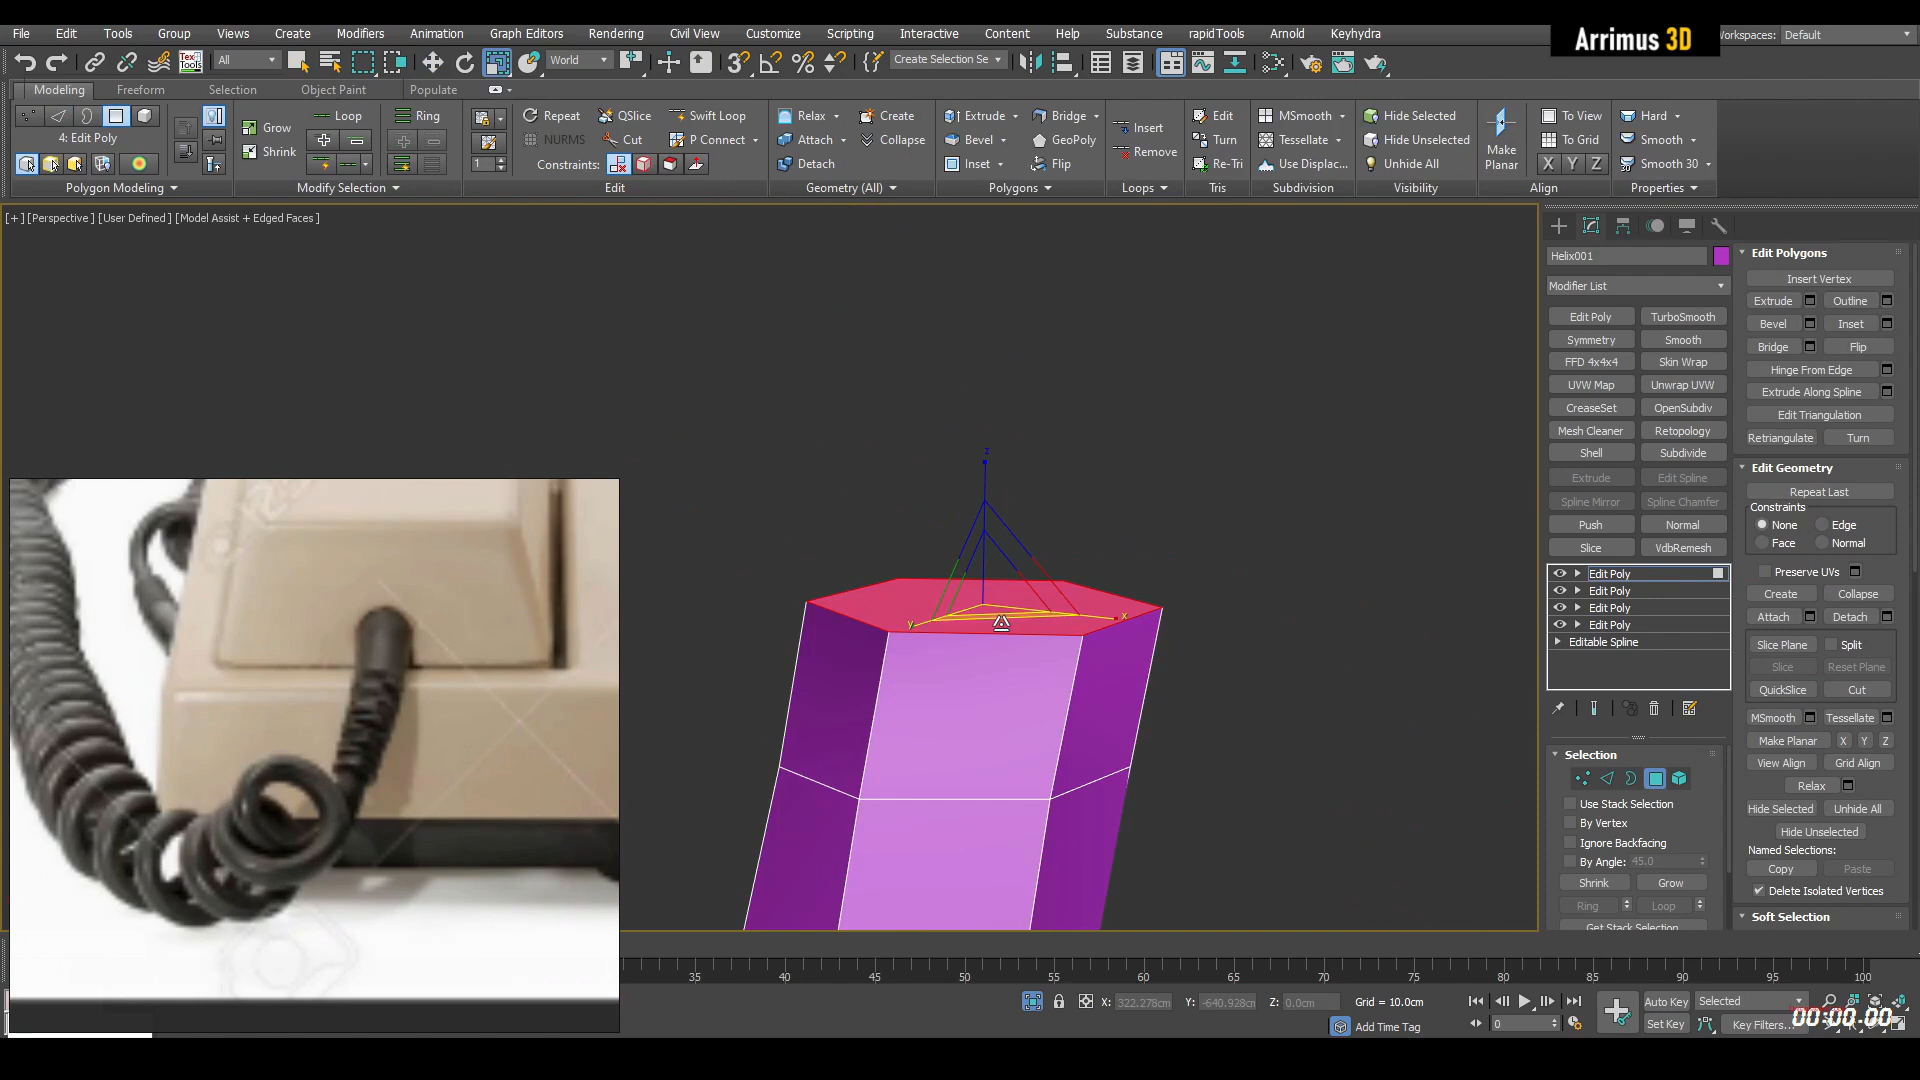 File Edit Tools Group Views Create Modifiers Animation Graph Editors Rendering Civil View Customize Scripting Interactive Content Help Substance rapidTools Arnold Keyhydra
Arrimus 3D
Workspaces: Default
Tex Tools
All
World
Create Selection Se
Modeling Freeform Selection Object Paint Populate
4: Edit Poly
Polygon Modeling
Grow Loop Ring
Shrink
Modify Selection
1
Repeat QSlice Swift Loop
NURMS Cut P Connect
Constraints:
Edit
Relax Create
Attach Collapse
Detach
Geometry (All)
Extrude Bridge
Bevel GeoPoly
Inset Flip
Polygons
Insert
Remove
Loops
Edit
Turn
Re-Tri
Tris
MSmooth
Tessellate
Use Displac...
Subdivision
Hide Selected
Hide Unselected
Unhide All
Visibility
Make
Planar
To View
To Grid
X Y Z
Align
Hard
Smooth
Smooth 30
Properties
[+] [Perspective] [User Defined] [Model Assist + Edged Faces]
z
y
x
Helix001
Modifier List
Edit Poly TurboSmooth
Symmetry Smooth
FFD 4x4x4 Skin Wrap
UVW Map Unwrap UVW
CreaseSet OpenSubdiv
Mesh Cleaner Retopology
Shell Subdivide
Extrude Edit Spline
Spline Mirror Spline Chamfer
Push Normal
Slice VdbRemesh
Edit Poly
Edit Poly
Edit Poly
Edit Poly
Editable Spline
Selection
Use Stack Selection
By Vertex
Ignore Backfacing
By Angle: 45.0
Shrink Grow
Ring Loop
Get Stack Selection
Edit Polygons
Insert Vertex
Extrude Outline
Bevel Inset
Bridge Flip
Hinge From Edge
Extrude Along Spline
Edit Triangulation
Retriangulate Turn
Edit Geometry
Repeat Last
Constraints
None Edge
Face Normal
Preserve UVs
Create Collapse
Attach Detach
Slice Plane Split
Slice Reset Plane
QuickSlice Cut
MSmooth Tessellate
Make Planar X Y Z
View Align Grid Align
Relax
Hide Selected Unhide All
Hide Unselected
Named Selections:
Copy Paste
Delete Isolated Vertices
Soft Selection
35 40 45 50 55 60 65 70 75 80 85 90 95 100
X: 322.278cm Y: -640.928cm Z: 0.0cm Grid = 10.0cm
Add Time Tag
0
Auto Key Selected
Set Key Key Filters...
00:00.00